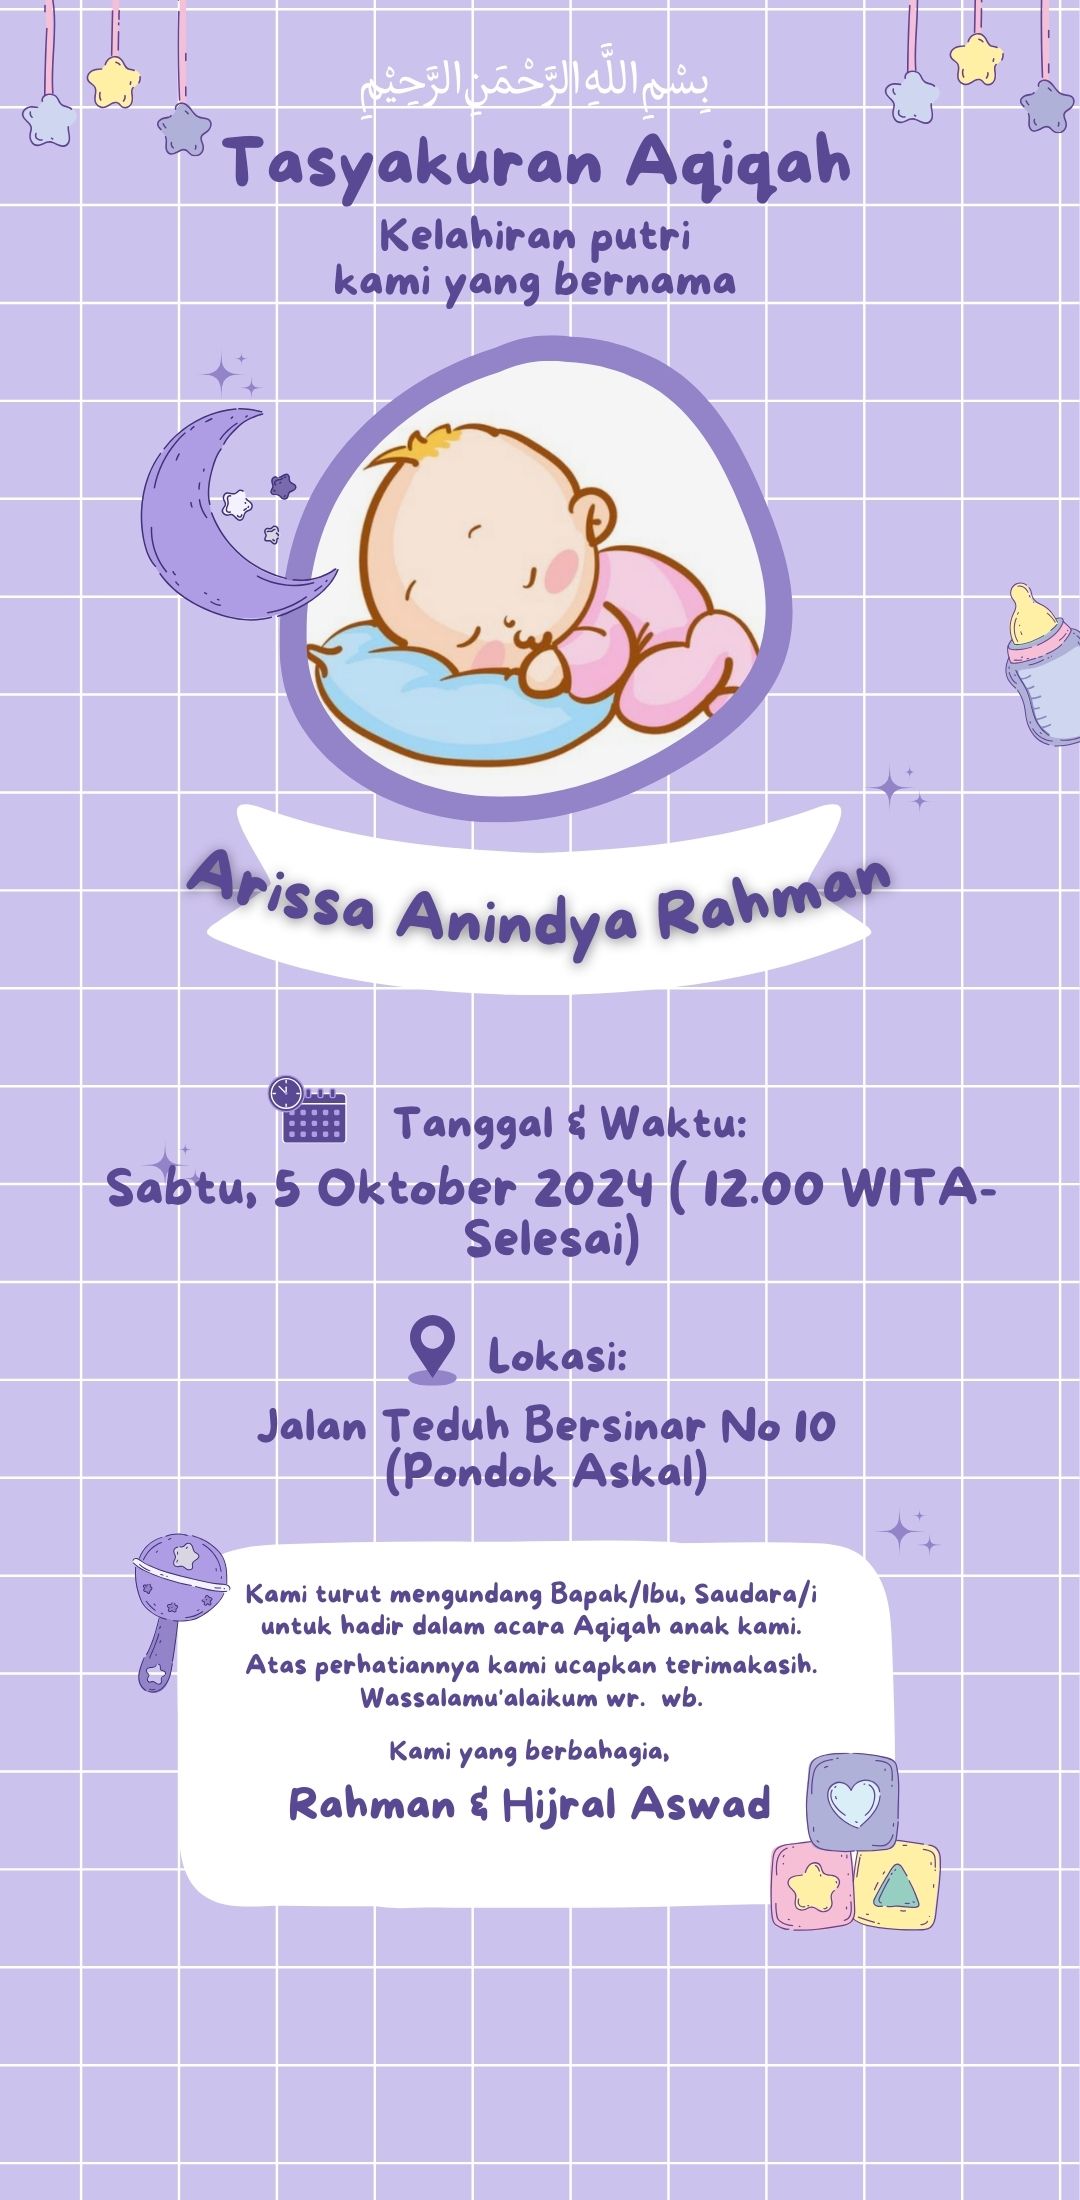 بِسْمِ اللَّهِ الرَّحْمَنِ الرَّحِيْمِ
Tasyakuran Aqiqah
Kelahiran putri
kami yang bernama
Arissa Anindya Rahman
Tanggal & Waktu:
Sabtu, 5 Oktober 2024 ( 12.00 WITA-
Selesai)
Lokasi:
Jalan Teduh Bersinar No 10
(Pondok Askal)
Kami turut mengundang Bapak/Ibu, Saudara/i
untuk hadir dalam acara Aqiqah anak kami.
Atas perhatiannya kami ucapkan terimakasih.
Wassalamu'alaikum wr.  wb.
Kami yang berbahagia,
Rahman & Hijral Aswad